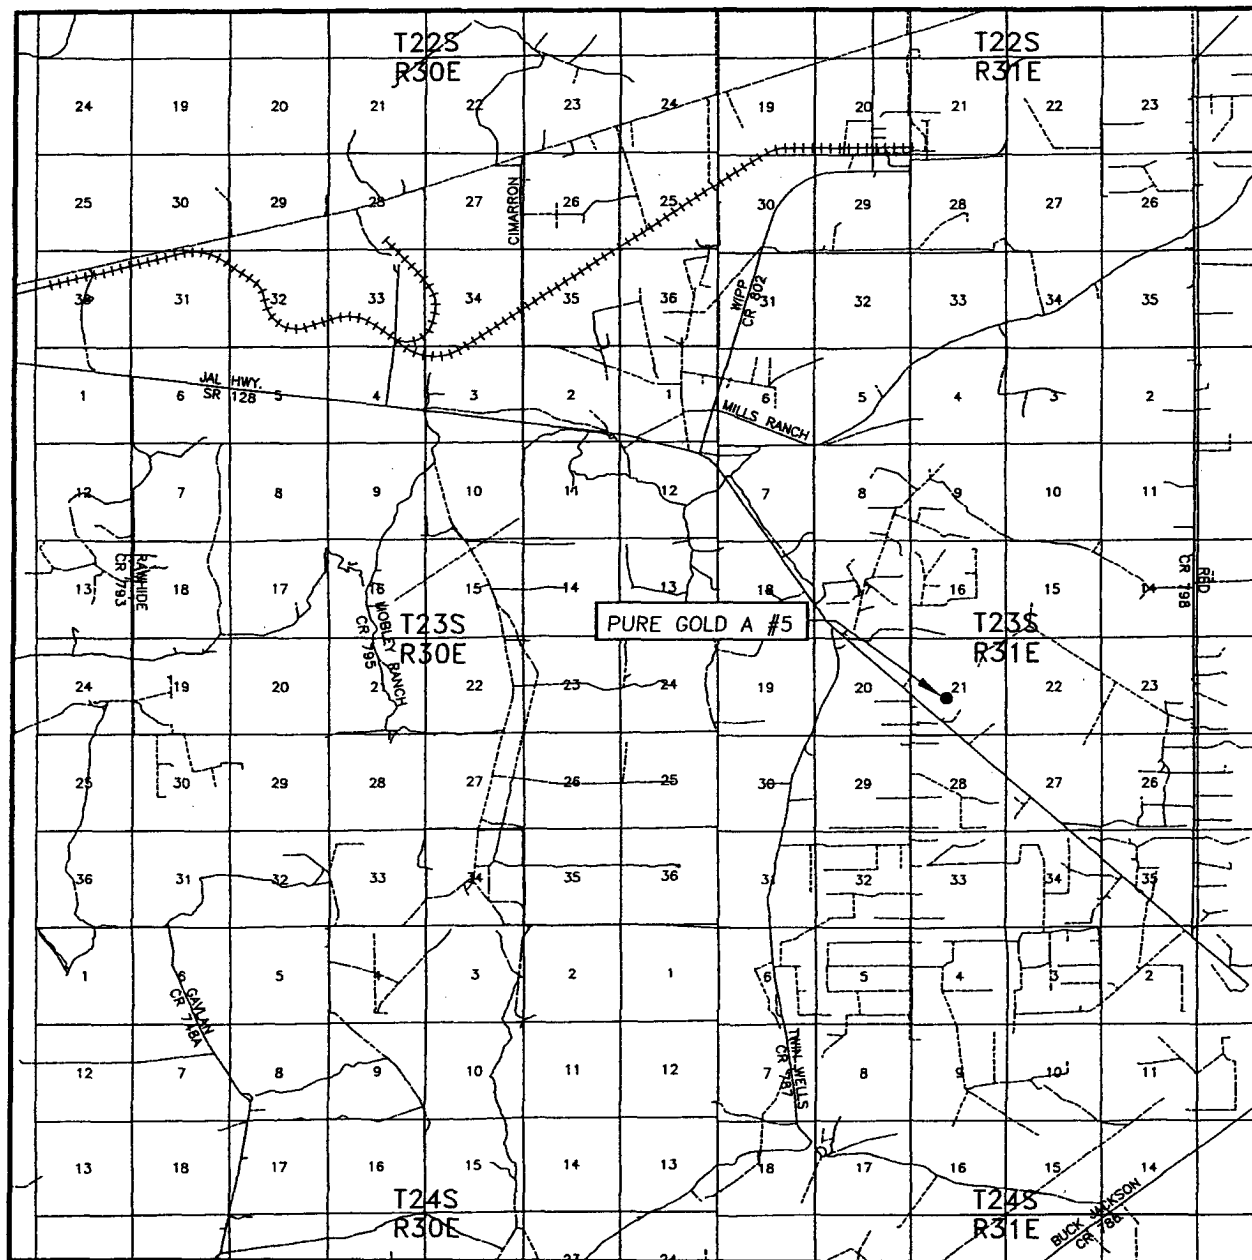 T22S
R30E
T22S
R31E
24 19 20 21 22 23 24 19 20 21 22 23
25 30 29 28 27 26 25 30 29 28 27 26
CIMARRON
36 31 32 33 34 35 36 31 32 33 34 35
WIPP
CR 802
JAL HWY.
SR 128
1 6 5 4 3 2 1 6 5 4 3 2
MILLS RANCH
12 7 8 9 10 11 12 7 8 9 10 11
RAWHIDE
CR 793
RED
CR 798
13 18 17 16 15 14 13 18 16 15 14
PURE GOLD A #5
T23S
R30E
T23S
R31E
MOBLEY RANCH
CR 795
24 19 20 21 22 23 24 19 20 21 22 23
25 30 29 28 27 26 25 30 29 28 27 26
36 31 32 33 34 35 36 31 32 33 34 35
1 6 5 4 3 2 1 6 5 4 3 2
GAVLAN
CR 748A
TWIN WELLS
CR 787
12 7 8 9 10 11 12 7 8 9 10 11
13 18 17 16 15 14 13 18 17 16 15 14
T24S
R30E
T24S
R31E
BUCK JACKSON
CR 786
23 24